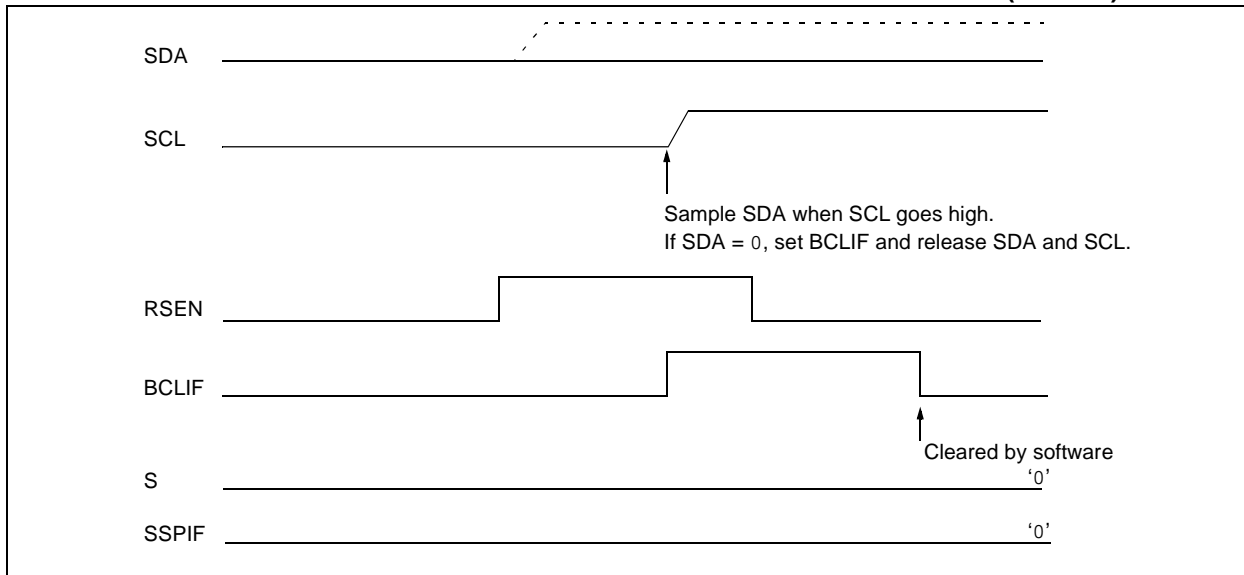 SDA
SCL
Sample SDA when SCL goes high.
If SDA = 0, set BCLIF and release SDA and SCL.
RSEN
BCLIF
Cleared by software
S
‘0’
SSPIF
‘0’